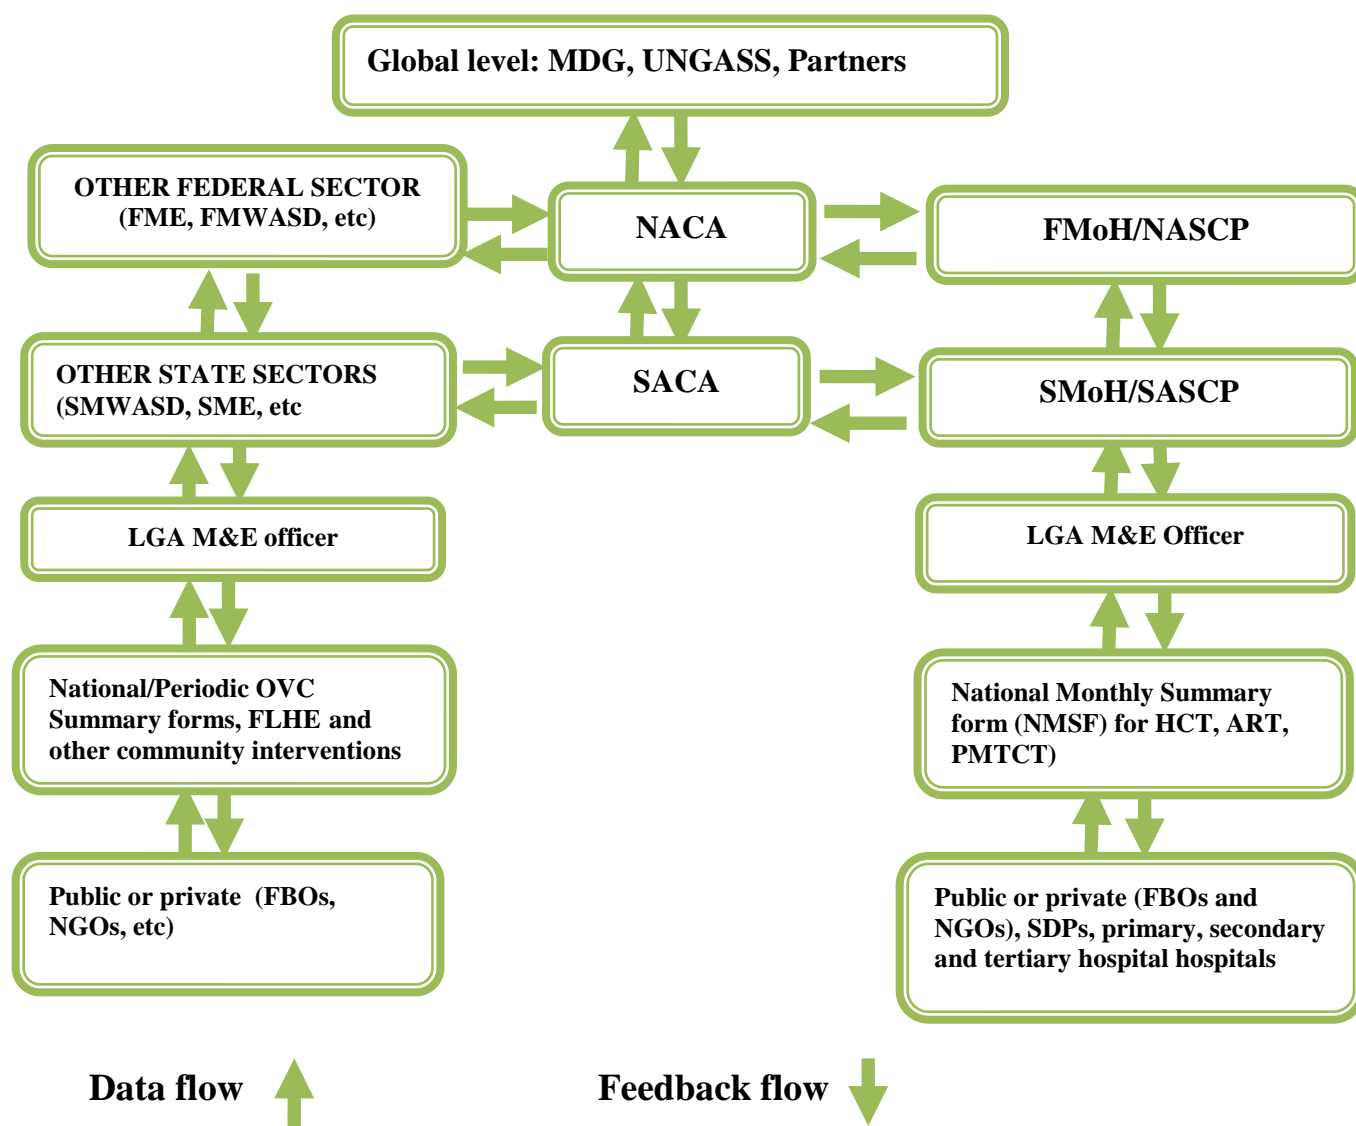 Global level: MDG, UNGASS, Partners
OTHER FEDERAL SECTOR
(FME, FMWASD, etc)
NACA
FMoH/NASCP
OTHER STATE SECTORS
(SMWASD, SME, etc
SACA
SMoH/SASCP
LGA M&E officer
LGA M&E Officer
National/Periodic OVC
Summary forms, FLHE and
other community interventions
National Monthly Summary
form (NMSF) for HCT, ART,
PMTCT)
Public or private (FBOs,
NGOs, etc)
Public or private (FBOs and
NGOs), SDPs, primary, secondary
and tertiary hospital hospitals
Data flow
Feedback flow